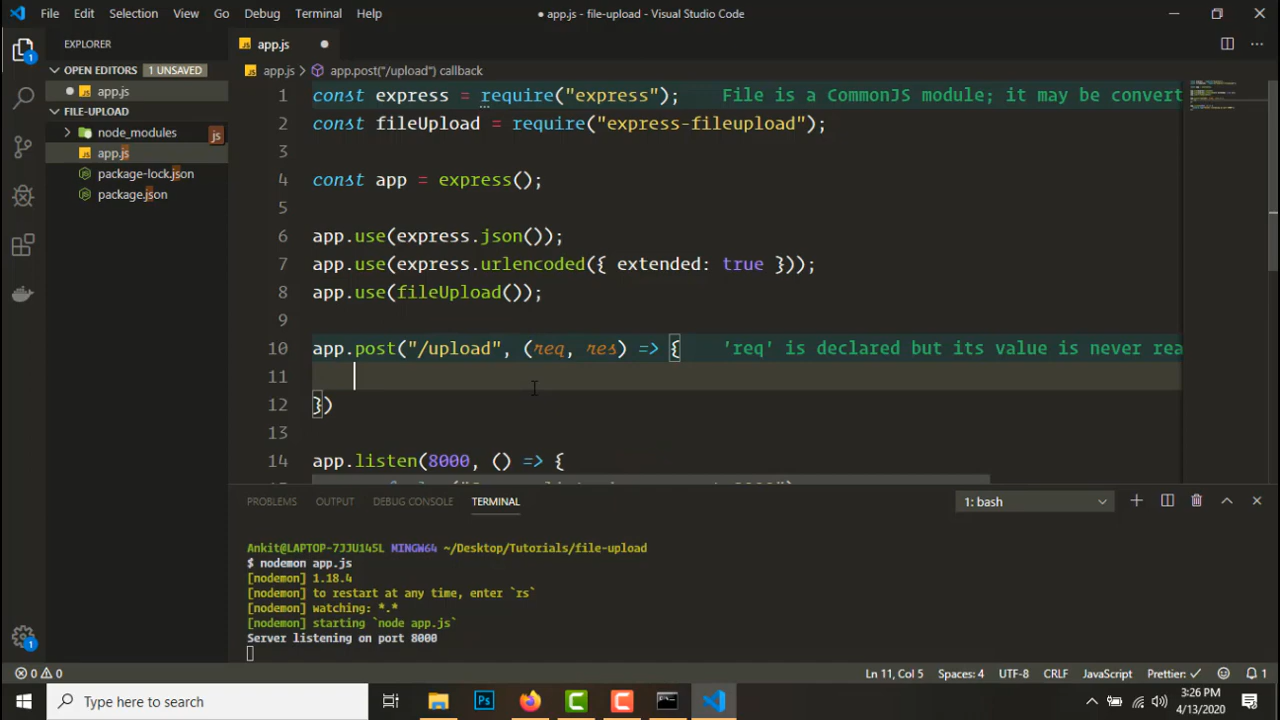 File Edit Selection View Go Debug Terminal Help
● app.js - file-upload - Visual Studio Code
EXPLORER
OPEN EDITORS 1 UNSAVED
app.js
FILE-UPLOAD
node_modules js
app.js
package-lock.json
package.json
app.js
app.js > app.post("/upload") callback
1 const express = require("express"); File is a CommonJS module; it may be convert
2 const fileUpload = require("express-fileupload");
3
4 const app = express();
5
6 app.use(express.json());
7 app.use(express.urlencoded({ extended: true }));
8 app.use(fileUpload());
9
10 app.post("/upload", (req, res) => { 'req' is declared but its value is never rea
11
12 })
13
14 app.listen(8000, () => {
PROBLEMS OUTPUT DEBUG CONSOLE TERMINAL 1: bash
Ankit@LAPTOP-7JJU145L MINGW64 ~/Desktop/Tutorials/file-upload
$ nodemon app.js
[nodemon] 1.18.4
[nodemon] to restart at any time, enter `rs`
[nodemon] watching: *.*
[nodemon] starting `node app.js`
Server listening on port 8000
0 0 Ln 11, Col 5 Spaces: 4 UTF-8 CRLF JavaScript Prettier: ✓ 1
Type here to search
Ps
3:26 PM
4/13/2020